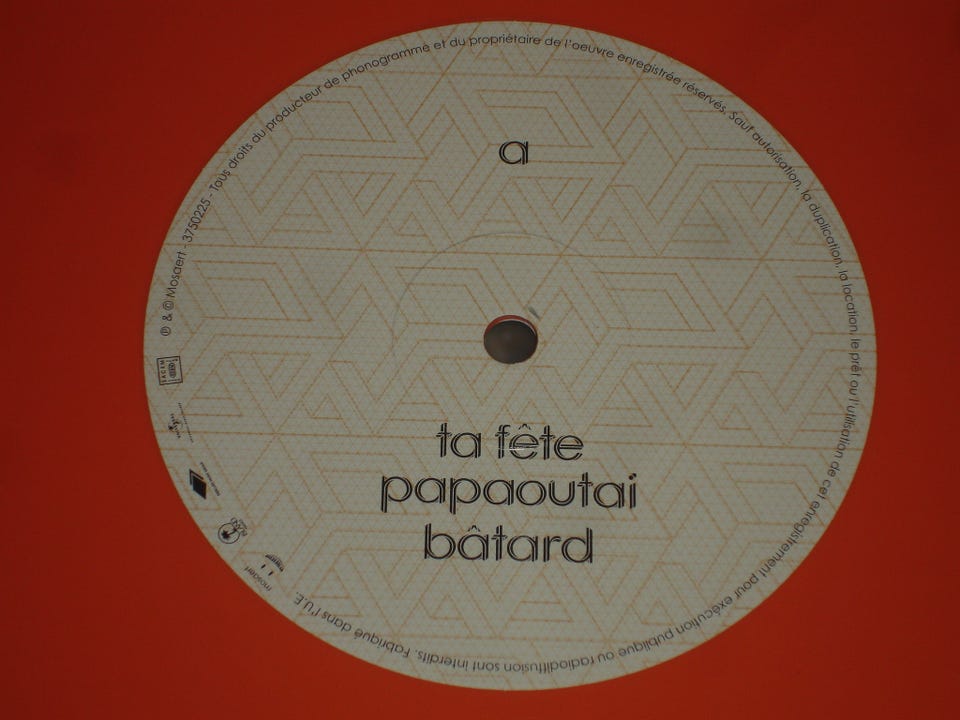 a
ta fête
papaoutai
bâtard
℗ & © Mosaert - 3750225 - Tous droits du producteur de phonogramme et du propriétaire de l'oeuvre enregistrée réservés. Sauf autorisation, la duplication, la location, le prêt ou l'utilisation de cet enregistrement pour exécution publique ou radiodiffusion sont interdits. Fabriqué dans l'U.E.
mosaert
SACEM